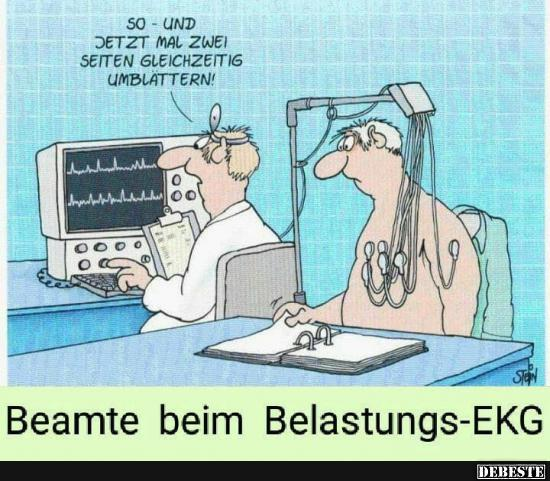 SO - UND
JETZT MAL ZWEI
SEITEN GLEICHZEITIG
UMBLÄTTERN!
STEIN
Beamte beim Belastungs-EKG
DEBESTE